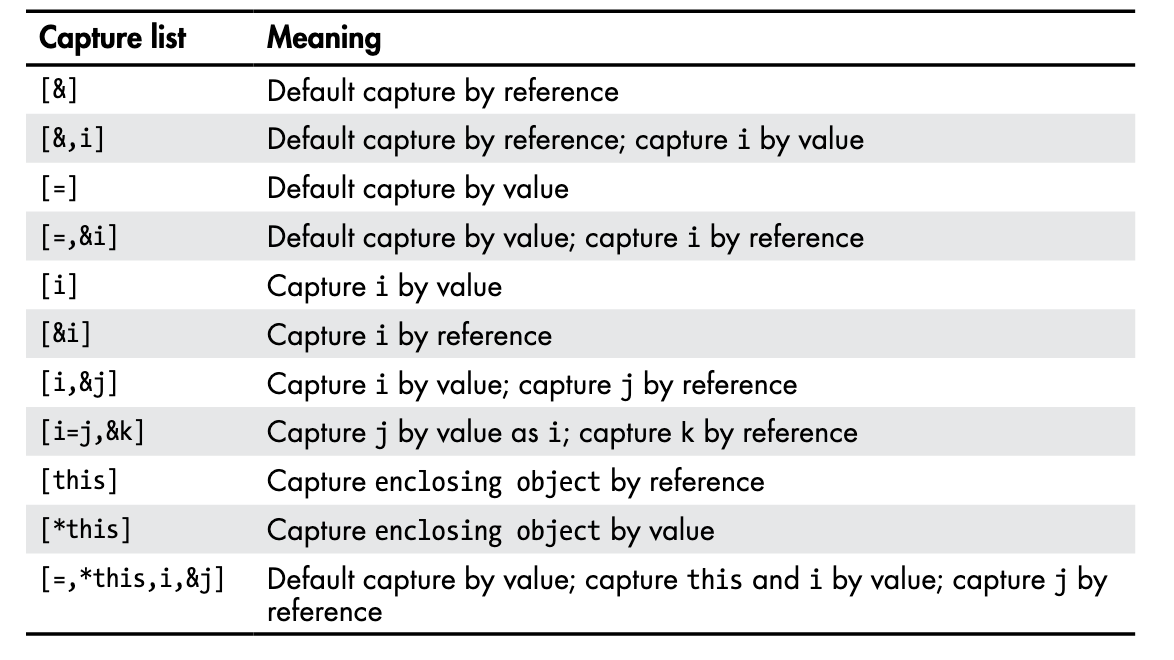 Capture list Meaning
[&] Default capture by reference
[&,i] Default capture by reference; capture i by value
[=] Default capture by value
[=,&i] Default capture by value; capture i by reference
[i] Capture i by value
[&i] Capture i by reference
[i,&j] Capture i by value; capture j by reference
[i=j,&k] Capture j by value as i; capture k by reference
[this] Capture enclosing object by reference
[*this] Capture enclosing object by value
[=,*this,i,&j] Default capture by value; capture this and i by value; capture j by
reference